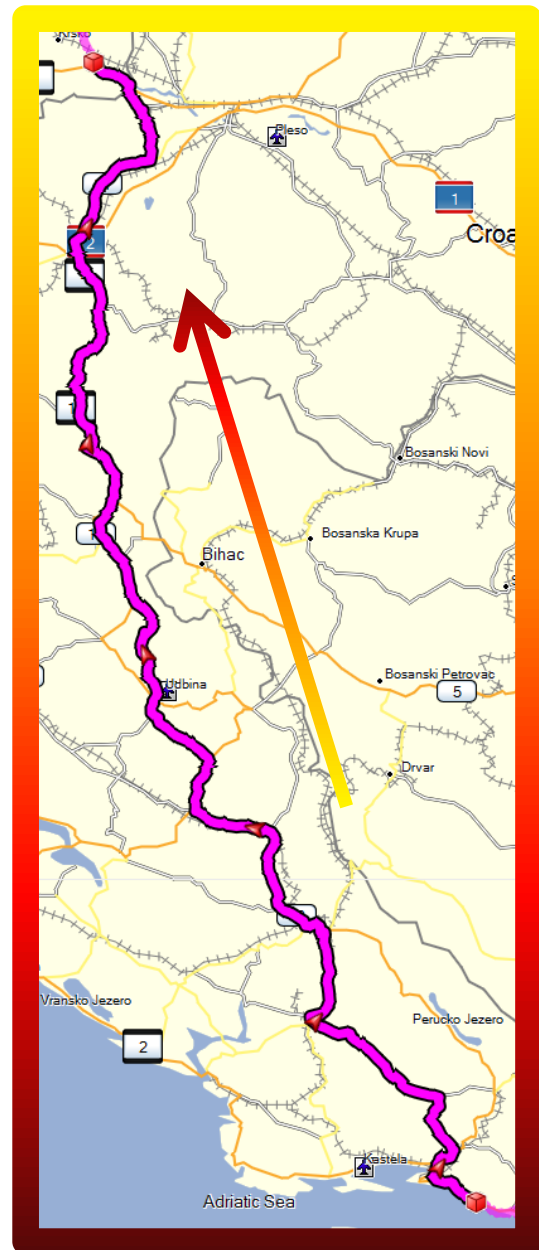 Krsko
Pleso
1
Croa
2
Bosanski Novi
Bosanska Krupa
Bihac
Bosanski Petrovac
5
Udbina
Drvar
Vransko Jezero
Perucko Jezero
2
Kastela
Adriatic Sea